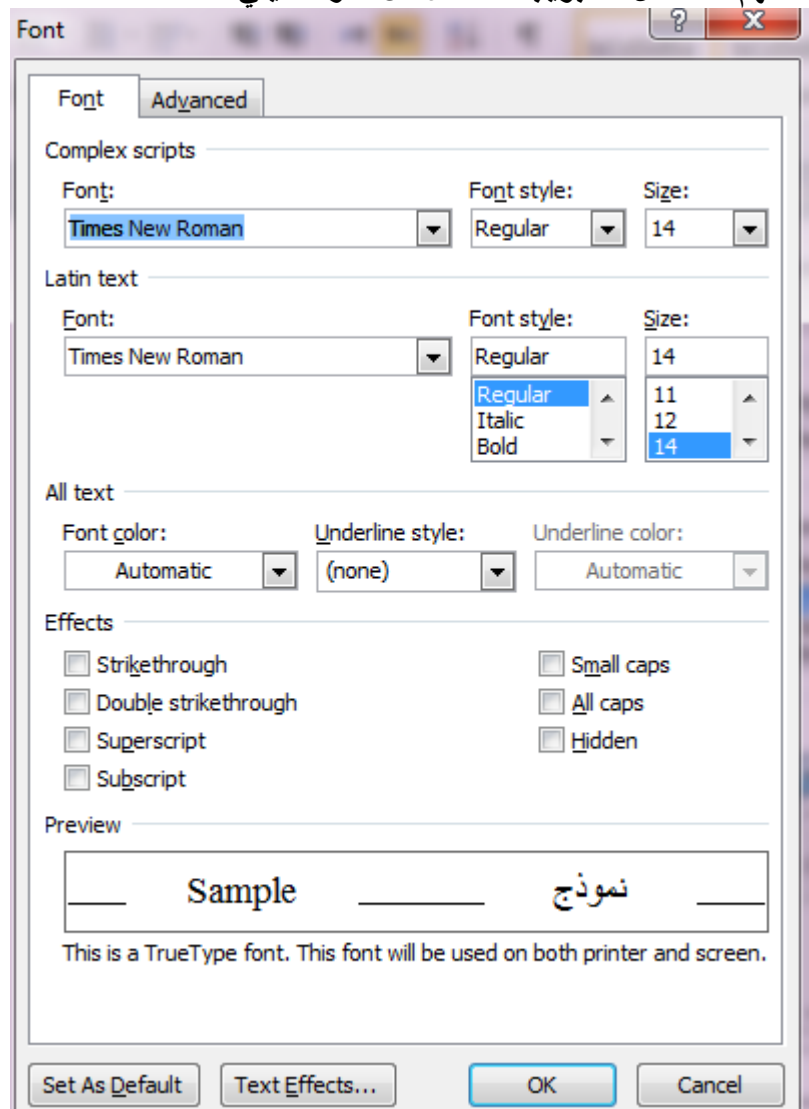 Font
Font Advanced
Complex scripts
Font: Font style: Size:
Times New Roman Regular 14
Latin text
Font: Font style: Size:
Times New Roman Regular 14
Regular 11
Italic 12
Bold 14
All text
Font color: Underline style: Underline color:
Automatic (none) Automatic
Effects
Strikethrough Small caps
Double strikethrough All caps
Superscript Hidden
Subscript
Preview
Sample نموذج
This is a TrueType font. This font will be used on both printer and screen.
Set As Default Text Effects... OK Cancel